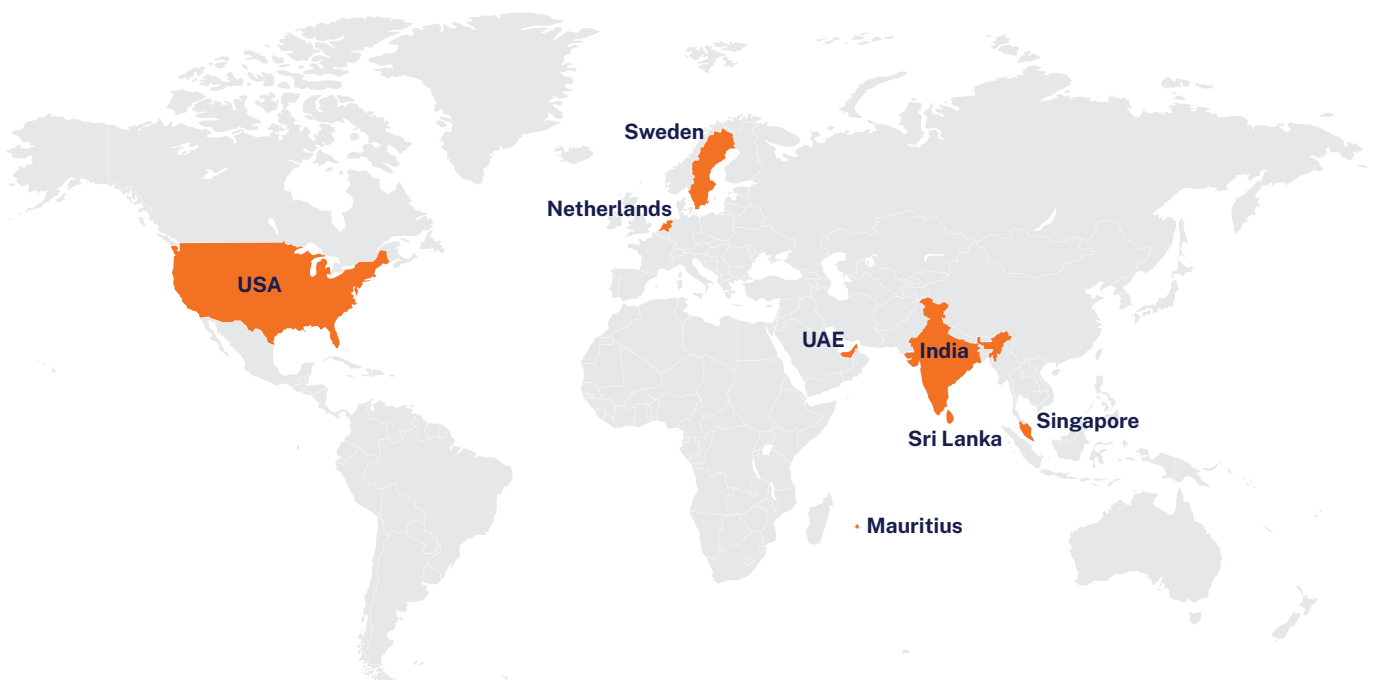 Sweden
Netherlands
USA
UAE
India
Singapore
Sri Lanka
Mauritius